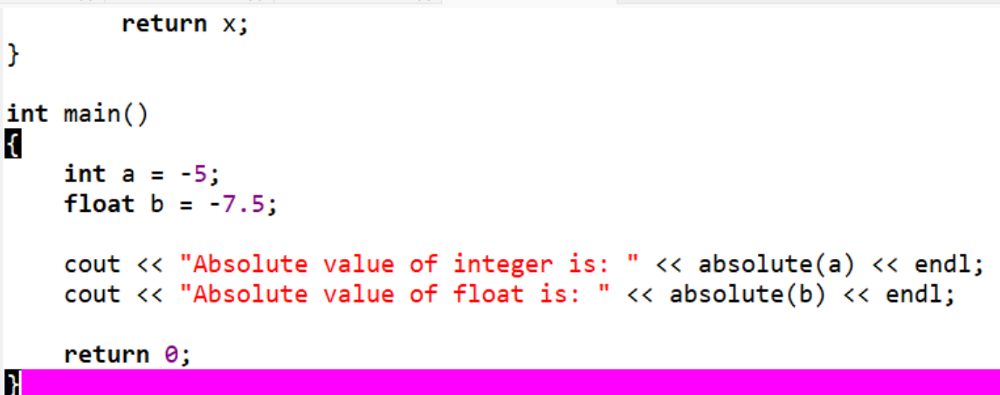 return x;
}
int main()
{
int a = -5;
float b = -7.5;
cout << "Absolute value of integer is: " << absolute(a) << endl;
cout << "Absolute value of float is: " << absolute(b) << endl;
return 0;
}